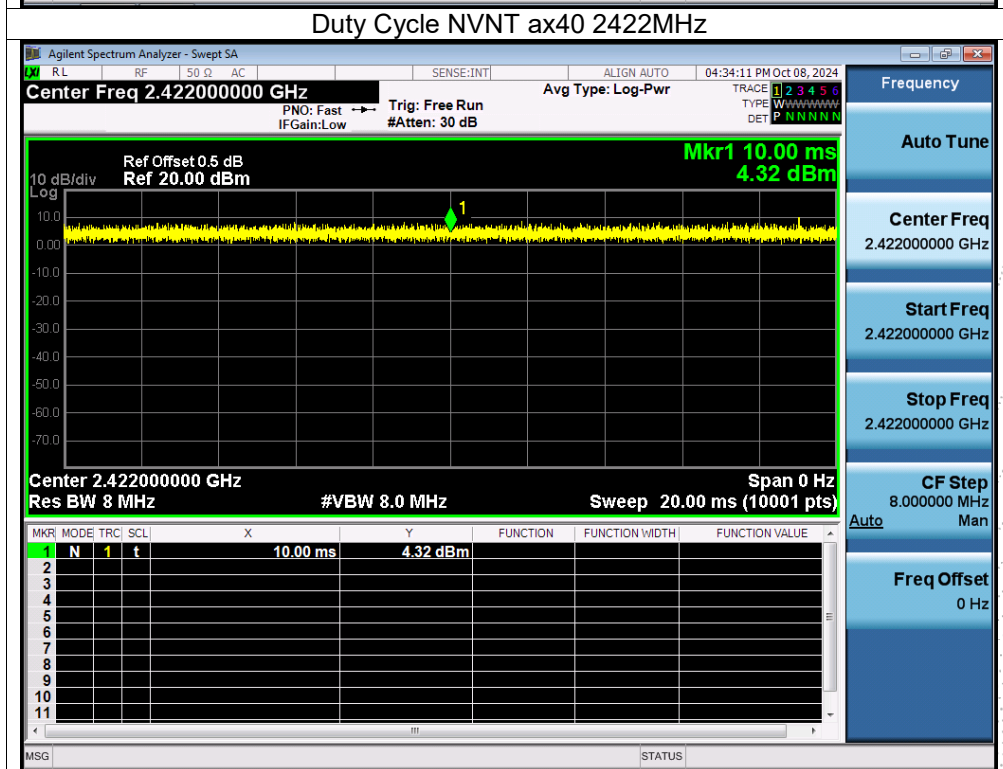 Duty Cycle NVNT ax40 2422MHz
Agilent Spectrum Analyzer - Swept SA
LXI RL RF 50 Ω AC SENSE:INT ALIGN AUTO 04:34:11 PM Oct 08, 2024
Center Freq 2.422000000 GHz
PNO: Fast
IFGain:Low
Trig: Free Run
#Atten: 30 dB
Avg Type: Log-Pwr
TRACE 1 2 3 4 5 6
TYPE WWWWWW
DET P N N N N N
Ref Offset 0.5 dB
Ref 20.00 dBm
10 dB/div
Log
Mkr1 10.00 ms
4.32 dBm
1
10.0
0.00
-10.0
-20.0
-30.0
-40.0
-50.0
-60.0
-70.0
Center 2.422000000 GHz Span 0 Hz
Res BW 8 MHz #VBW 8.0 MHz Sweep 20.00 ms (10001 pts)
MKR MODE TRC SCL X Y FUNCTION FUNCTION WIDTH FUNCTION VALUE
1 N 1 t 10.00 ms 4.32 dBm
2
3
4
5
6
7
8
9
10
11
MSG STATUS
Frequency
Auto Tune
Center Freq
2.422000000 GHz
Start Freq
2.422000000 GHz
Stop Freq
2.422000000 GHz
CF Step
8.000000 MHz
Auto Man
Freq Offset
0 Hz